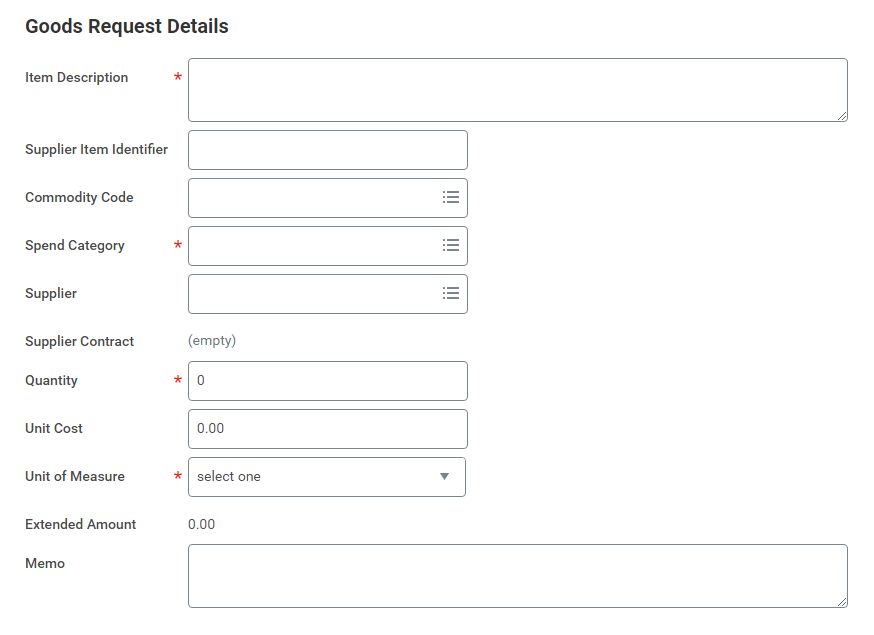 Goods Request Details
Item Description *
Supplier Item Identifier
Commodity Code
Spend Category *
Supplier
Supplier Contract (empty)
Quantity * 0
Unit Cost 0.00
Unit of Measure * select one
Extended Amount 0.00
Memo